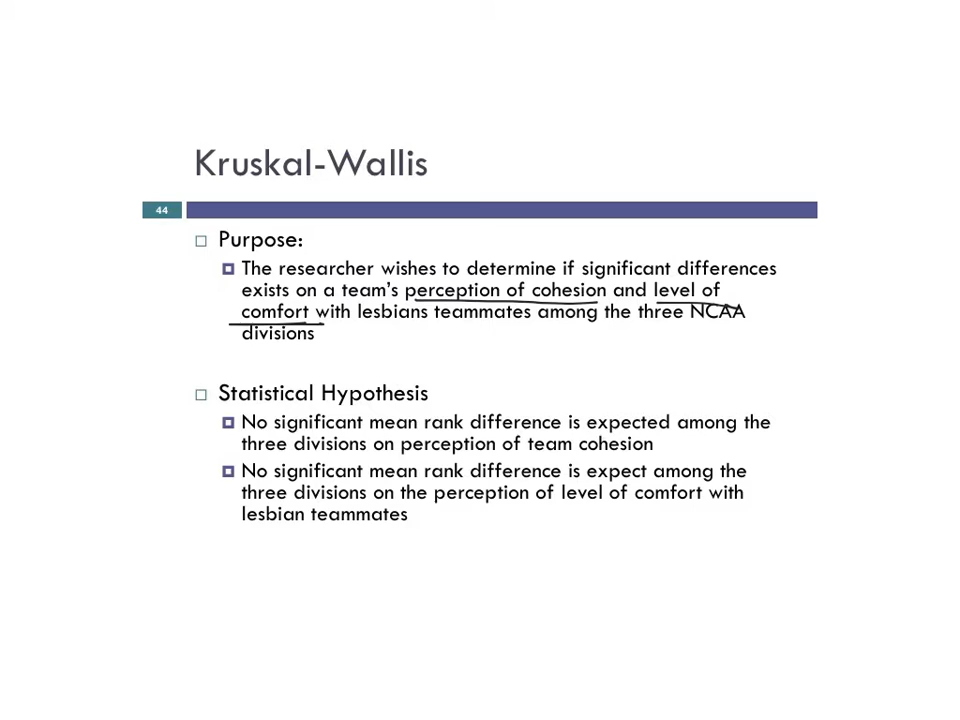 Kruskal-Wallis
44
Purpose:
The researcher wishes to determine if significant differences
exists on a team's perception of cohesion and level of
comfort with lesbians teammates among the three NCAA
divisions
Statistical Hypothesis
No significant mean rank difference is expected among the
three divisions on perception of team cohesion
No significant mean rank difference is expect among the
three divisions on the perception of level of comfort with
lesbian teammates